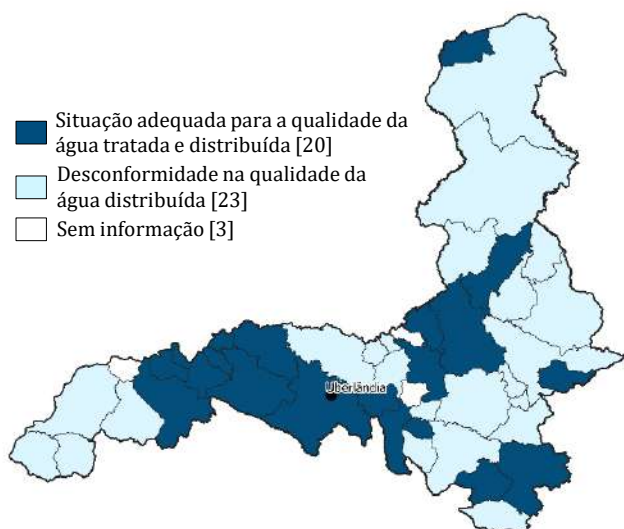 Situação adequada para a qualidade da
água tratada e distribuída [20]
Desconformidade na qualidade da
água distribuída [23]
Sem informação [3]
Uberlândia